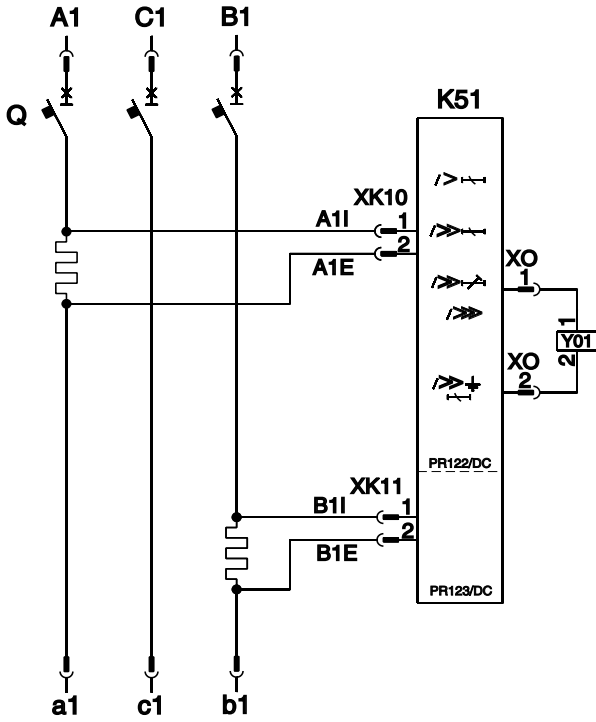 A1 C1 B1
Q
K51
/>
XK10
A1I 1
/>>
2
A1E
XO
1
/>>
/>>>
1
Y01
2
XO
2
/>>
PR122/DC
XK11
B1I 1
2
B1E
PR123/DC
a1 c1 b1